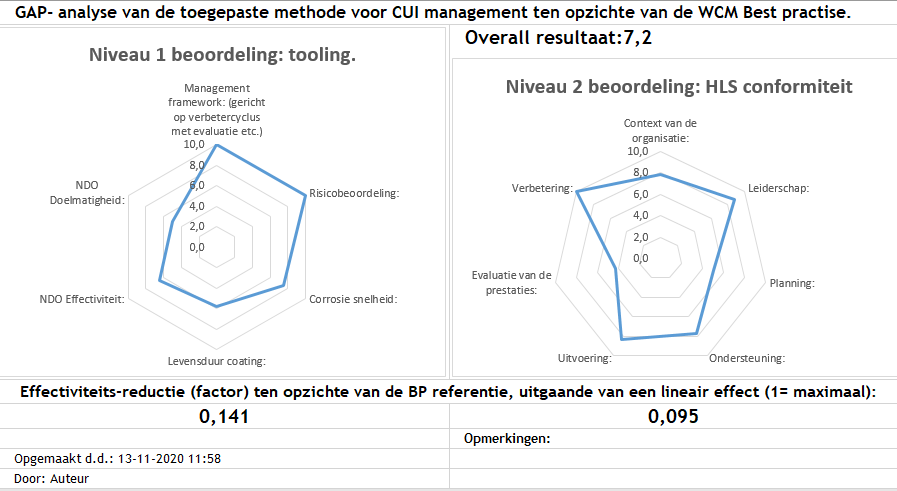 GAP- analyse van de toegepaste methode voor CUI management ten opzichte van de WCM Best practise.
Niveau 1 beoordeling: tooling.
Management
framework: (gericht
op verbetercyclus
met evaluatie etc.)
10,0
8,0
6,0
4,0
2,0
0,0
Risicobeoordeling:
Corrosie snelheid:
Levensduur coating:
NDO Effectiviteit:
NDO
Doelmatigheid:
Overall resultaat:7,2
Niveau 2 beoordeling: HLS conformiteit
Context van de
organisatie:
10,0
8,0
6,0
4,0
2,0
0,0
Leiderschap:
Planning:
Ondersteuning:
Uitvoering:
Evaluatie van de
prestaties:
Verbetering:
Effectiviteits-reductie (factor) ten opzichte van de BP referentie, uitgaande van een lineair effect (1= maximaal):
0,141
0,095
Opmerkingen:
Opgemaakt d.d.: 13-11-2020 11:58
Door: Auteur